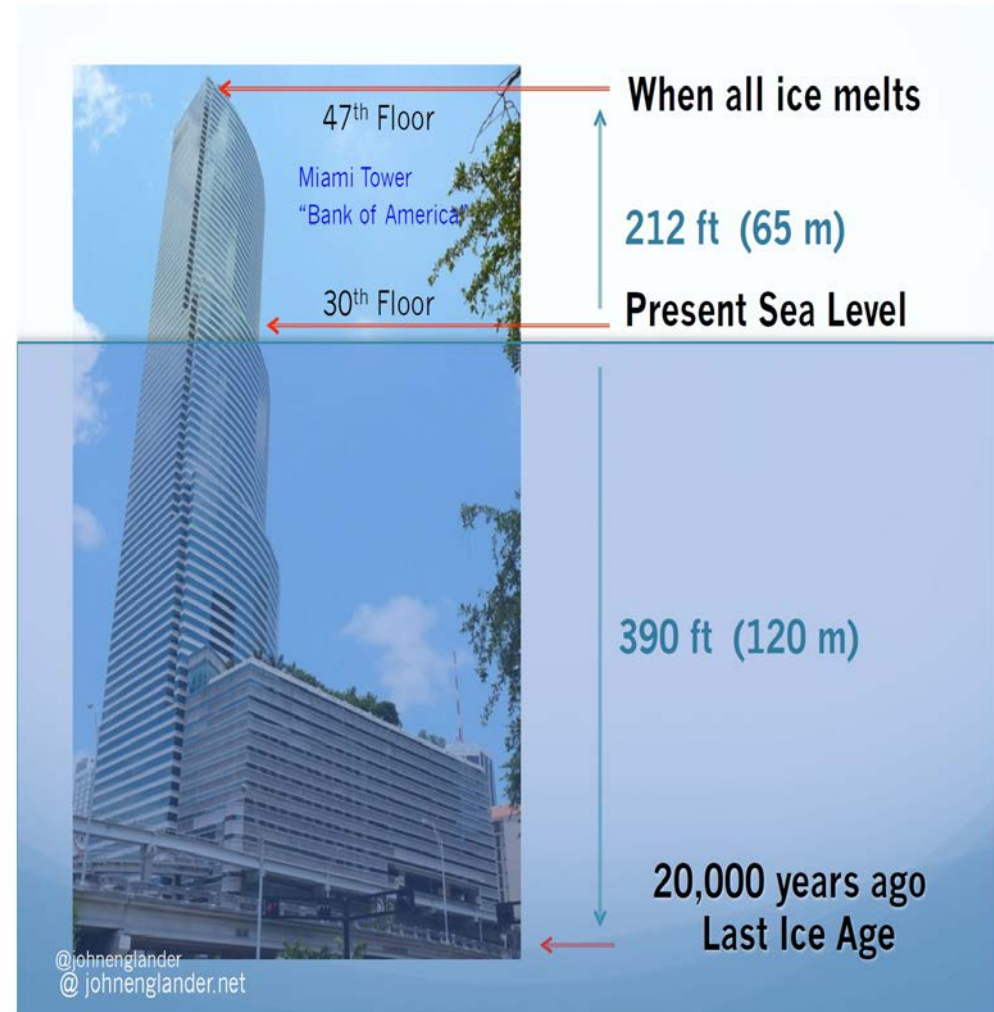 When all ice melts
47th Floor
Miami Tower
“Bank of America”
212 ft (65 m)
30th Floor
Present Sea Level
390 ft (120 m)
20,000 years ago
Last Ice Age
@johnenglander
@ johnenglander.net